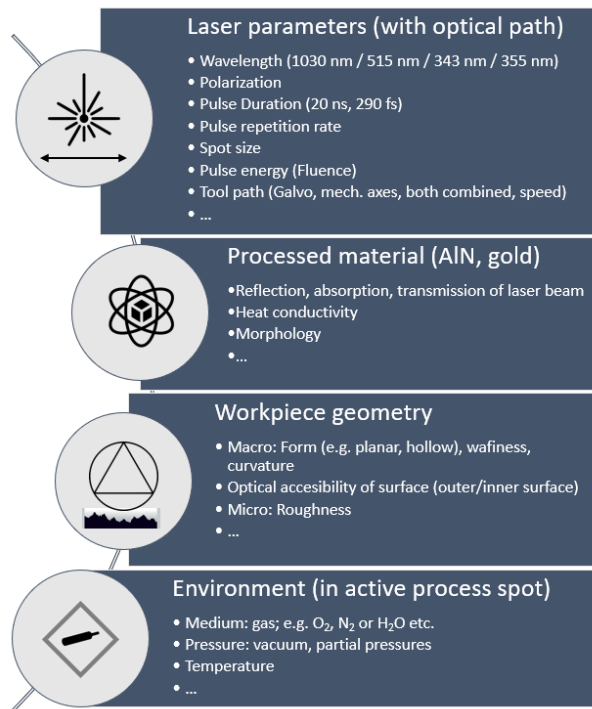 Laser parameters (with optical path)
• Wavelength (1030 nm / 515 nm / 343 nm / 355 nm)
• Polarization
• Pulse Duration (20 ns, 290 fs)
• Pulse repetition rate
• Spot size
• Pulse energy (Fluence)
• Tool path (Galvo, mech. axes, both combined, speed)
• ...
Processed material (AlN, gold)
•Reflection, absorption, transmission of laser beam
•Heat conductivity
•Morphology
•...
Workpiece geometry
• Macro: Form (e.g. planar, hollow), wafiness,
curvature
• Optical accesibility of surface (outer/inner surface)
• Micro: Roughness
• ...
Environment (in active process spot)
• Medium: gas; e.g. O₂, N₂ or H₂O etc.
• Pressure: vacuum, partial pressures
• Temperature
• ...